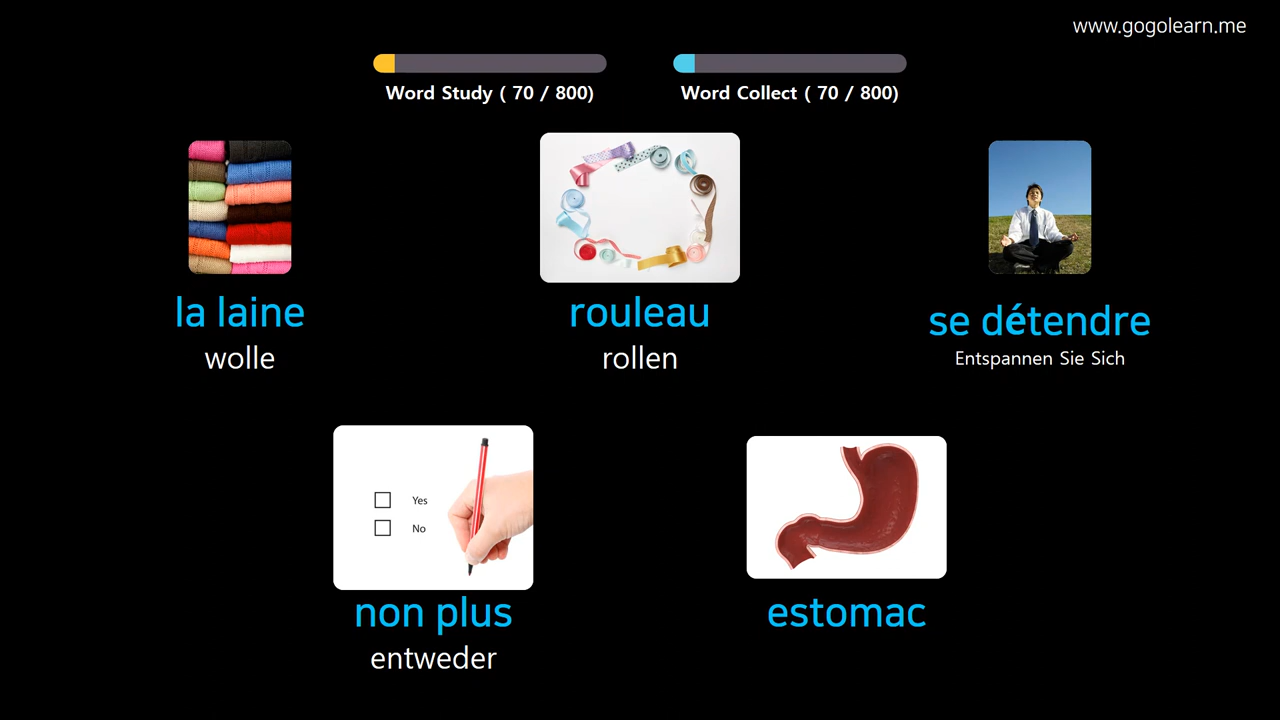 www.gogolearn.me
Word Study ( 70 / 800)
Word Collect ( 70 / 800)
la laine
wolle
rouleau
rollen
se détendre
Entspannen Sie Sich
Yes
No
non plus
entweder
estomac